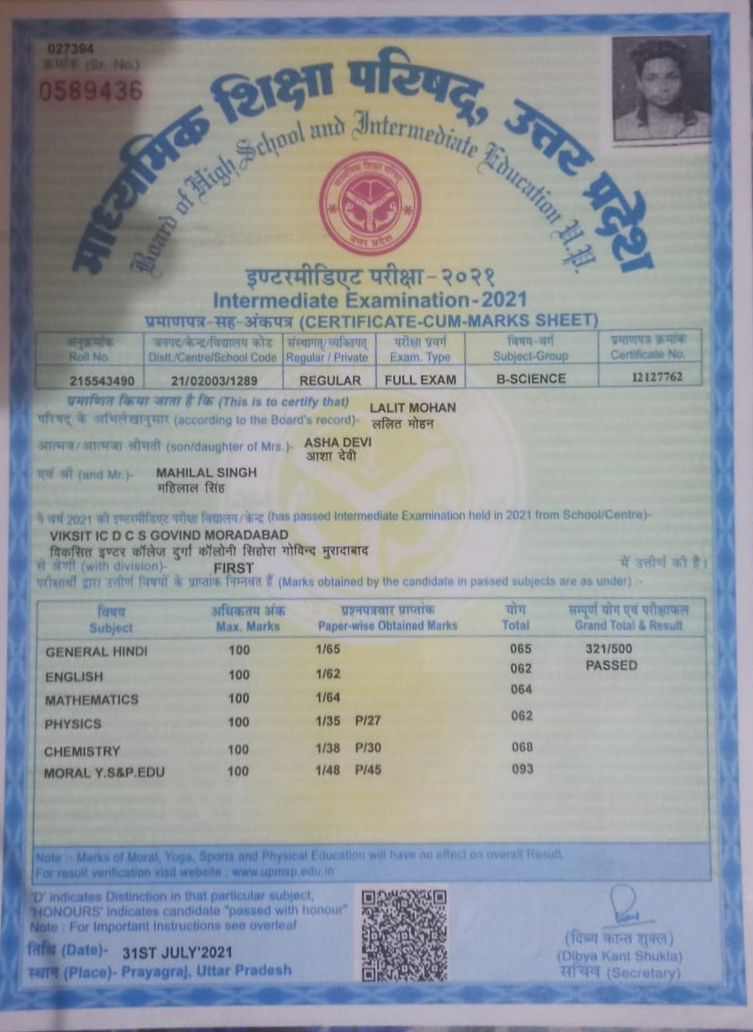 027394
क्रमांक (Sr. No.)
0589436
माध्यमिक शिक्षा परिषद्, उत्तर प्रदेश
Board of High School and Intermediate Education U.P.
माध्यमिक शिक्षा परिषद्
उत्तर प्रदेश
इण्टरमीडिएट परीक्षा-२०२१
Intermediate Examination-2021
प्रमाणपत्र-सह-अंकपत्र (CERTIFICATE-CUM-MARKS SHEET)
अनुक्रमांक जनपद/केन्द्र/विद्यालय कोड संस्थागत/व्यक्तिगत परीक्षा प्रवर्ग विषय-वर्ग प्रमाणपत्र क्रमांक
Roll No. Distt./Centre/School Code Regular / Private Exam. Type Subject-Group Certificate No.
215543490 21/02003/1289 REGULAR FULL EXAM B-SCIENCE 12127762
प्रमाणित किया जाता है कि (This is to certify that) LALIT MOHAN
परिषद् के अभिलेखानुसार (according to the Board's record)- ललित मोहन
आत्मज/आत्मजा श्रीमती (son/daughter of Mrs.)- ASHA DEVI
आशा देवी
एवं श्री (and Mr.)- MAHILAL SINGH
महिलाल सिंह
ने वर्ष 2021 की इण्टरमीडिएट परीक्षा विद्यालय/केन्द्र (has passed Intermediate Examination held in 2021 from School/Centre)-
VIKSIT IC D C S GOVIND MORADABAD
विकसित इण्टर कॉलेज दुर्गा कॉलोनी सिहोरा गोविन्द मुरादाबाद
से श्रेणी (with division)- FIRST में उत्तीर्ण की है।
परीक्षार्थी द्वारा उत्तीर्ण विषयों के प्राप्तांक निम्नवत हैं (Marks obtained by the candidate in passed subjects are as under) :-
विषय अधिकतम अंक प्रश्नपत्रवार प्राप्तांक योग सम्पूर्ण योग एवं परीक्षाफल
Subject Max. Marks Paper-wise Obtained Marks Total Grand Total & Result
GENERAL HINDI 100 1/65 065 321/500
ENGLISH 100 1/62 062 PASSED
MATHEMATICS 100 1/64 064
PHYSICS 100 1/35 P/27 062
CHEMISTRY 100 1/38 P/30 068
MORAL Y.S&P.EDU 100 1/48 P/45 093
Note :- Marks of Moral, Yoga, Sports and Physical Education will have no effect on overall Result.
For result verification visit website : www.upmsp.edu.in
'D' indicates Distinction in that particular subject,
'HONOURS' indicates candidate "passed with honour"
Note : For Important Instructions see overleaf
तिथि (Date)- 31ST JULY'2021
स्थान (Place)- Prayagraj, Uttar Pradesh
(दिव्य कान्त शुक्ल)
(Dibya Kant Shukla)
सचिव (Secretary)